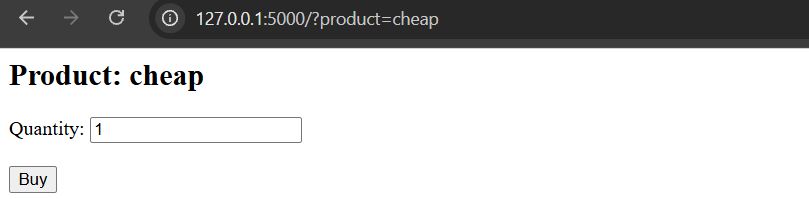 127.0.0.1:5000/?product=cheap
Product: cheap
Quantity: 1
Buy